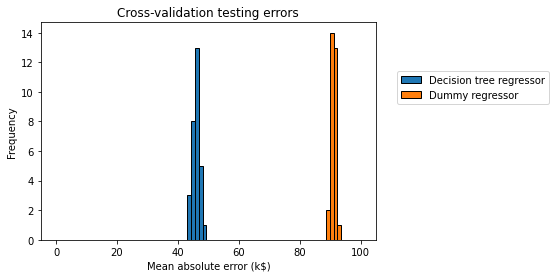 Cross-validation testing errors
Frequency
14
12
10
8
6
4
2
0
0 20 40 60 80 100
Mean absolute error (k$)
Decision tree regressor
Dummy regressor